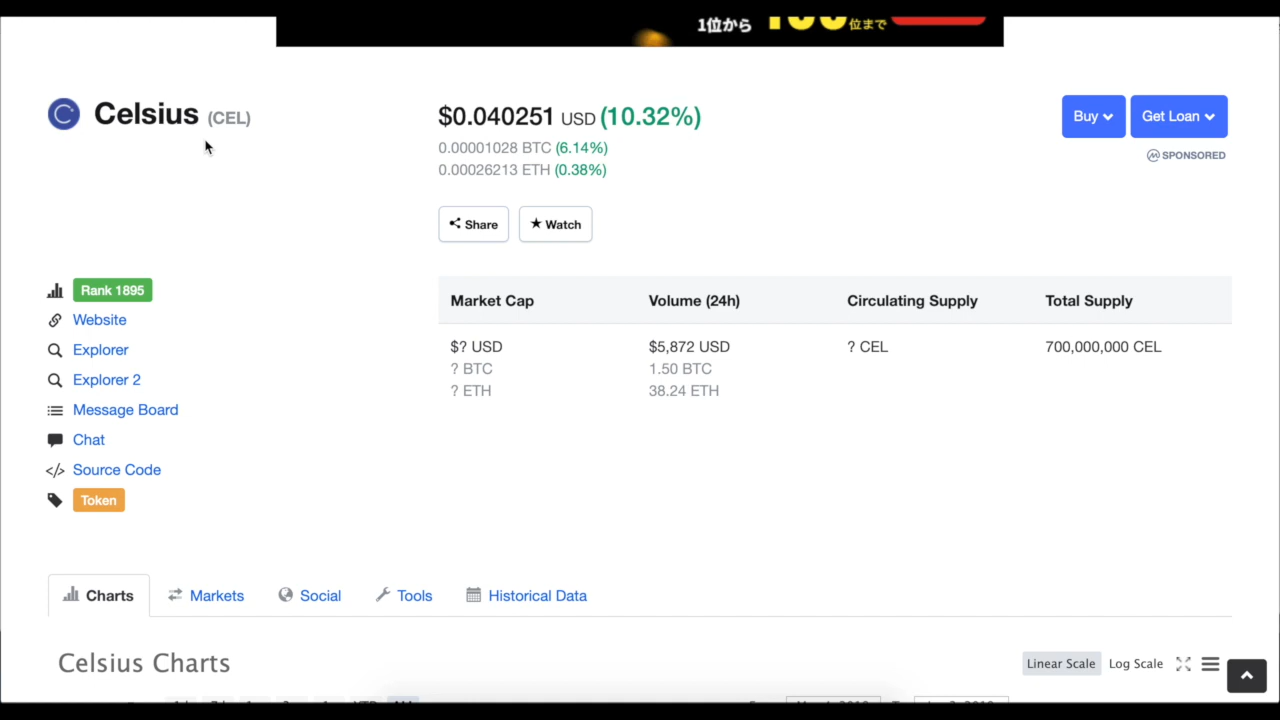 1位から 100位まで
Celsius (CEL)
$0.040251 USD (10.32%)
0.00001028 BTC (6.14%)
0.00026213 ETH (0.38%)
Buy
Get Loan
SPONSORED
Share
Watch
Rank 1895
Website
Explorer
Explorer 2
Message Board
Chat
Source Code
Token
Market Cap Volume (24h) Circulating Supply Total Supply
$? USD $5,872 USD ? CEL 700,000,000 CEL
? BTC 1.50 BTC
? ETH 38.24 ETH
Charts Markets Social Tools Historical Data
Celsius Charts
Linear Scale Log Scale